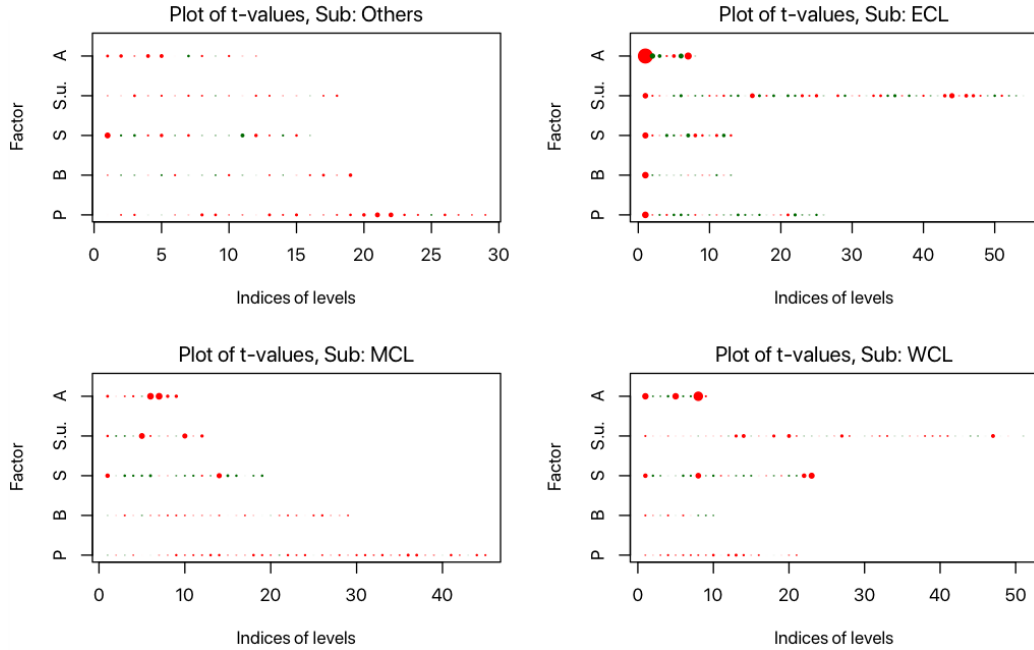 Plot of t-values, Sub: Others
Factor
A
S.u.
S
B
P
0 5 10 15 20 25 30
Indices of levels
Plot of t-values, Sub: ECL
Factor
A
S.u.
S
B
P
0 10 20 30 40 50
Indices of levels
Plot of t-values, Sub: MCL
Factor
A
S.u.
S
B
P
0 10 20 30 40
Indices of levels
Plot of t-values, Sub: WCL
Factor
A
S.u.
S
B
P
0 10 20 30 40 50
Indices of levels